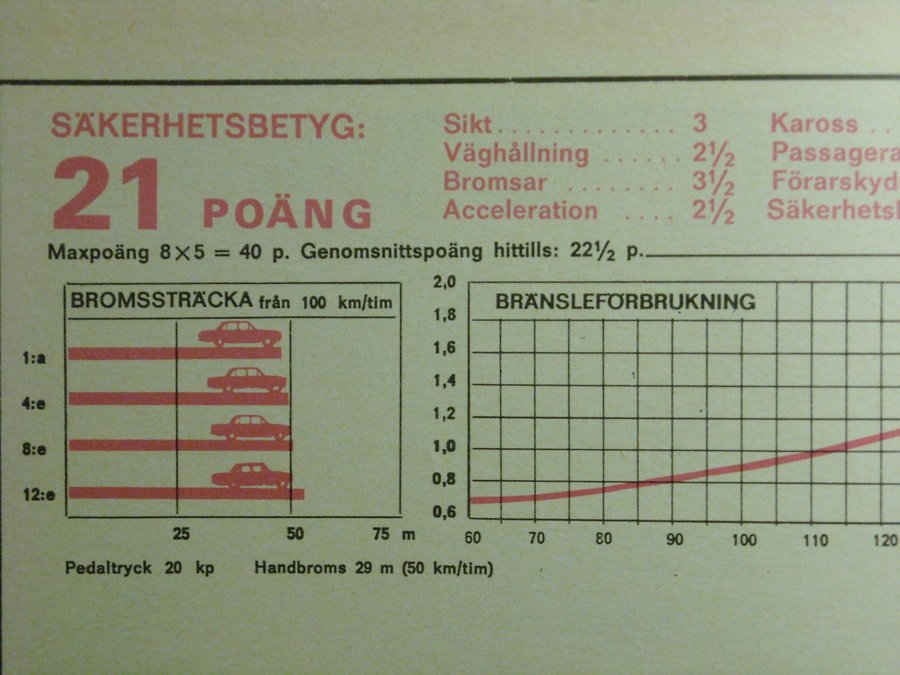 SÄKERHETSBETYG:
21 POÄNG
Sikt.............. 3
Väghållning ...... 2½
Bromsar ........ 3½
Acceleration .... 2½
Kaross ..
Passagera
Förarskyd
Säkerhetsl
Maxpoäng 8×5 = 40 p. Genomsnittspoäng hittills: 22½ p.
BROMSSTRÄCKA från 100 km/tim
1:a
4:e
8:e
12:e
25 50 75 m
Pedaltryck 20 kp Handbroms 29 m (50 km/tim)
BRÄNSLEFÖRBRUKNING
2,0
1,8
1,6
1,4
1,2
1,0
0,8
0,6
60 70 80 90 100 110 120